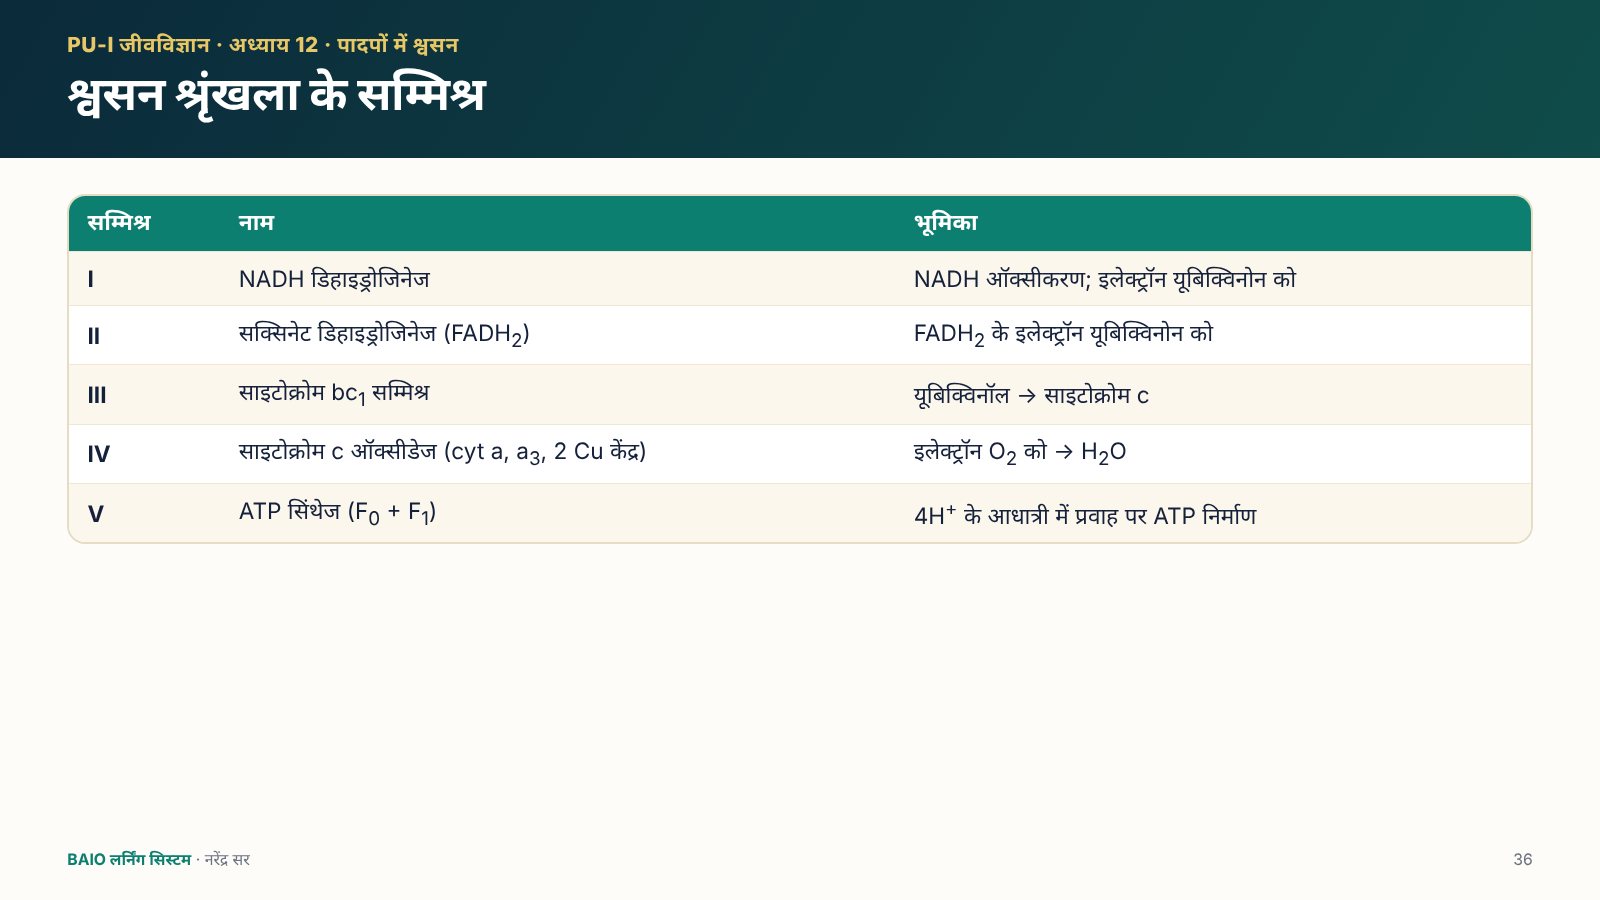 PU-I जीवविज्ञान · अध्याय 12 · पादपों में श्वसन
श्वसन श्रृंखला के सम्मिश्र
सम्मिश्र नाम भूमिका
I NADH डिहाइड्रोजिनेज NADH ऑक्सीकरण; इलेक्ट्रॉन यूबिक्विनोन को
II सक्सिनेट डिहाइड्रोजिनेज (FADH₂) FADH₂ के इलेक्ट्रॉन यूबिक्विनोन को
III साइटोक्रोम bc₁ सम्मिश्र यूबिक्विनॉल → साइटोक्रोम c
IV साइटोक्रोम c ऑक्सीडेज (cyt a, a₃, 2 Cu केंद्र) इलेक्ट्रॉन O₂ को → H₂O
V ATP सिंथेज (F₀ + F₁) 4H⁺ के आधात्री में प्रवाह पर ATP निर्माण
BAIO लर्निंग सिस्टम · नरेंद्र सर 36